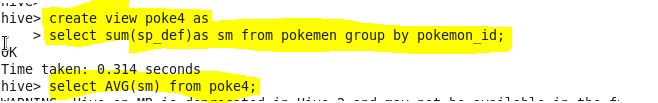 hive>
hive> create view poke4 as
> select sum(sp_def)as sm from pokemen group by pokemon_id;
OK
Time taken: 0.314 seconds
hive> select AVG(sm) from poke4;
WARNING: Hive-on-MR is deprecated in Hive 2 and may not be available in the fu